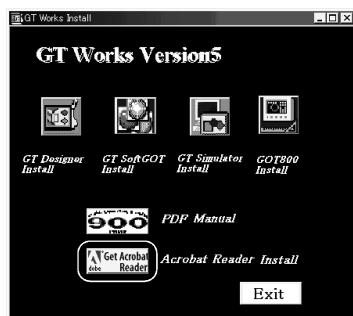 GT Works Install
GT Works Version5
GT Designer
Install
GT SoftGOT
Install
GT Simulator
Install
GOT800
Install
900
PDF Manual
Get Acrobat
Reader
Adobe
Acrobat Reader Install
Exit